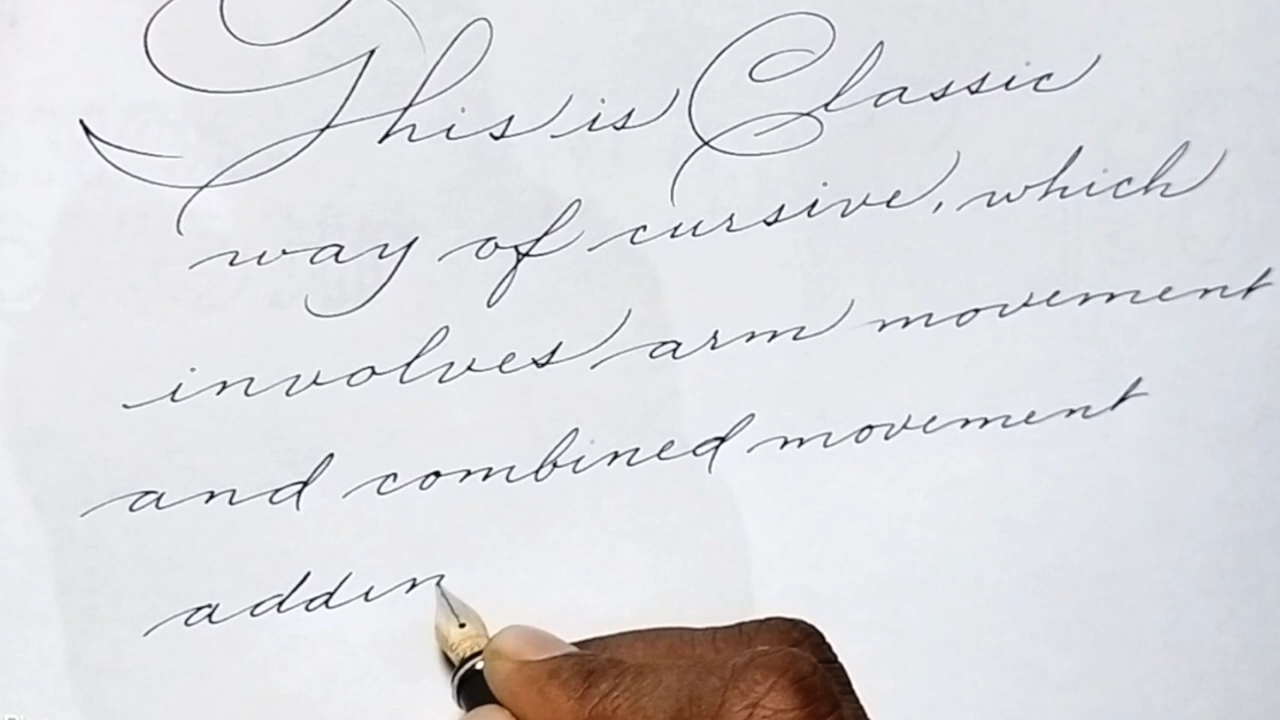 This is Classic
way of cursive, which
involves arm movement
and combined movement
addin